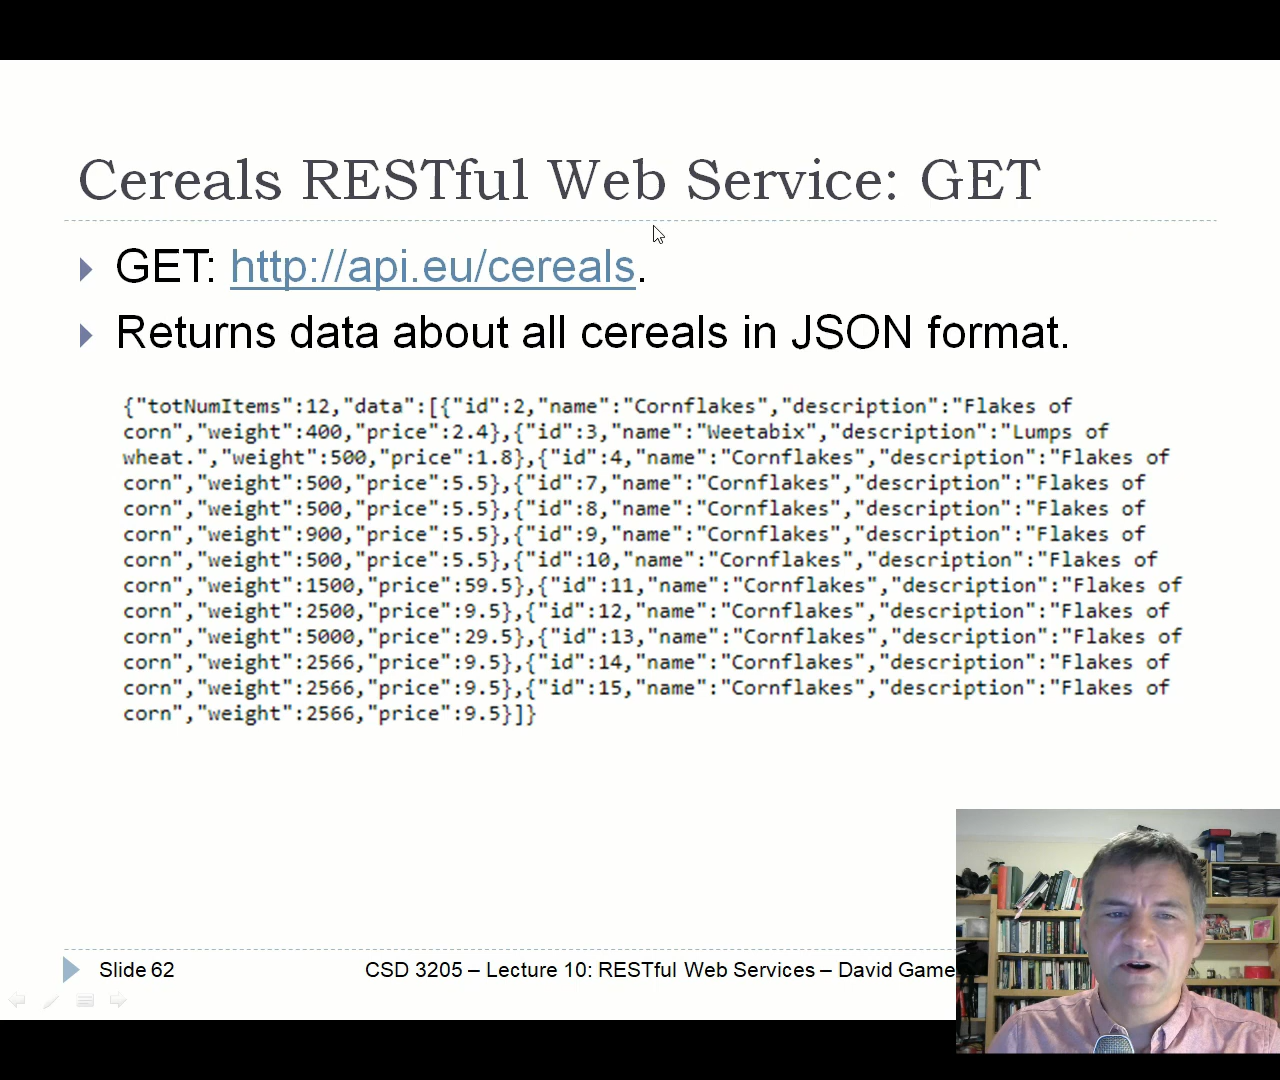 Cereals RESTful Web Service: GET
GET: http://api.eu/cereals.
Returns data about all cereals in JSON format.
{"totNumItems":12,"data":[{"id":2,"name":"Cornflakes","description":"Flakes of
corn","weight":400,"price":2.4},{"id":3,"name":"Weetabix","description":"Lumps of
wheat.","weight":500,"price":1.8},{"id":4,"name":"Cornflakes","description":"Flakes of
corn","weight":500,"price":5.5},{"id":7,"name":"Cornflakes","description":"Flakes of
corn","weight":500,"price":5.5},{"id":8,"name":"Cornflakes","description":"Flakes of
corn","weight":900,"price":5.5},{"id":9,"name":"Cornflakes","description":"Flakes of
corn","weight":500,"price":5.5},{"id":10,"name":"Cornflakes","description":"Flakes of
corn","weight":1500,"price":59.5},{"id":11,"name":"Cornflakes","description":"Flakes of
corn","weight":2500,"price":9.5},{"id":12,"name":"Cornflakes","description":"Flakes of
corn","weight":5000,"price":29.5},{"id":13,"name":"Cornflakes","description":"Flakes of
corn","weight":2566,"price":9.5},{"id":14,"name":"Cornflakes","description":"Flakes of
corn","weight":2566,"price":9.5},{"id":15,"name":"Cornflakes","description":"Flakes of
corn","weight":2566,"price":9.5}]}
Slide 62
CSD 3205 – Lecture 10: RESTful Web Services – David Game